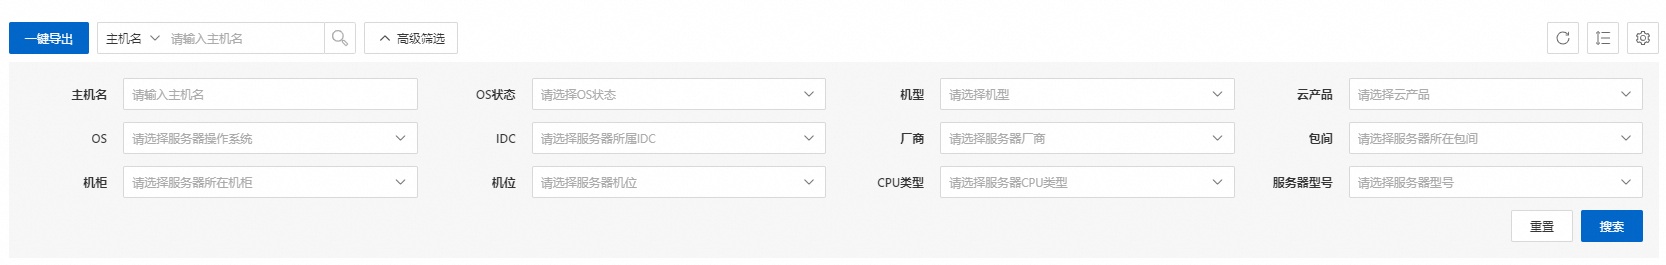 一键导出 主机名 请输入主机名 高级筛选
主机名 请输入主机名 OS状态 请选择OS状态 机型 请选择机型 云产品 请选择云产品
OS 请选择服务器操作系统 IDC 请选择服务器所属IDC 厂商 请选择服务器厂商 包间 请选择服务器所在包间
机柜 请选择服务器所在机柜 机位 请选择服务器机位 CPU类型 请选择服务器CPU类型 服务器型号 请选择服务器型号
重置 搜索